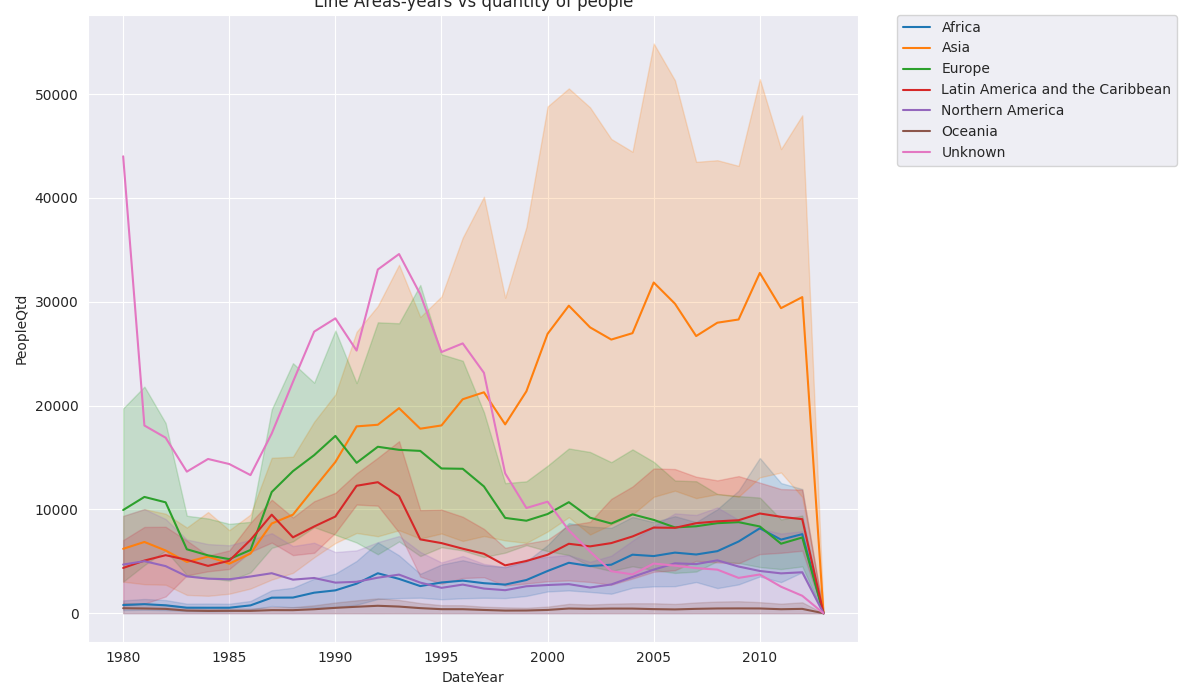 Line Areas-years vs quantity of people
Africa
Asia
Europe
Latin America and the Caribbean
Northern America
Oceania
Unknown
PeopleQtd
50000
40000
30000
20000
10000
0
1980 1985 1990 1995 2000 2005 2010
DateYear